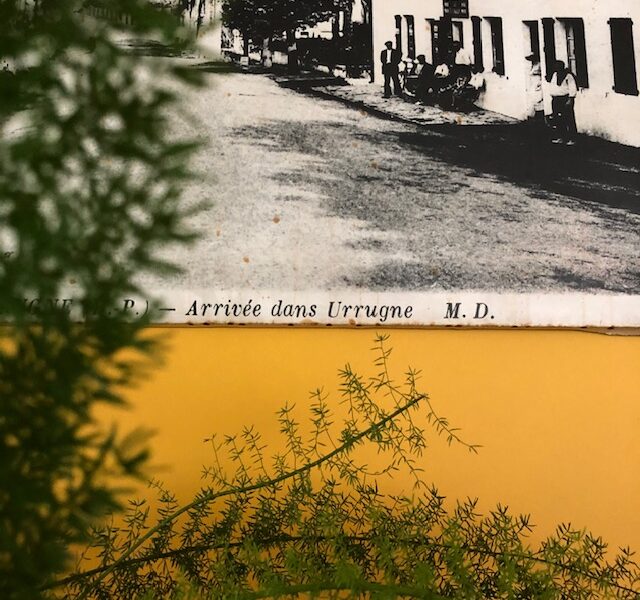 P.) — Arrivée dans Urrugne M. D.